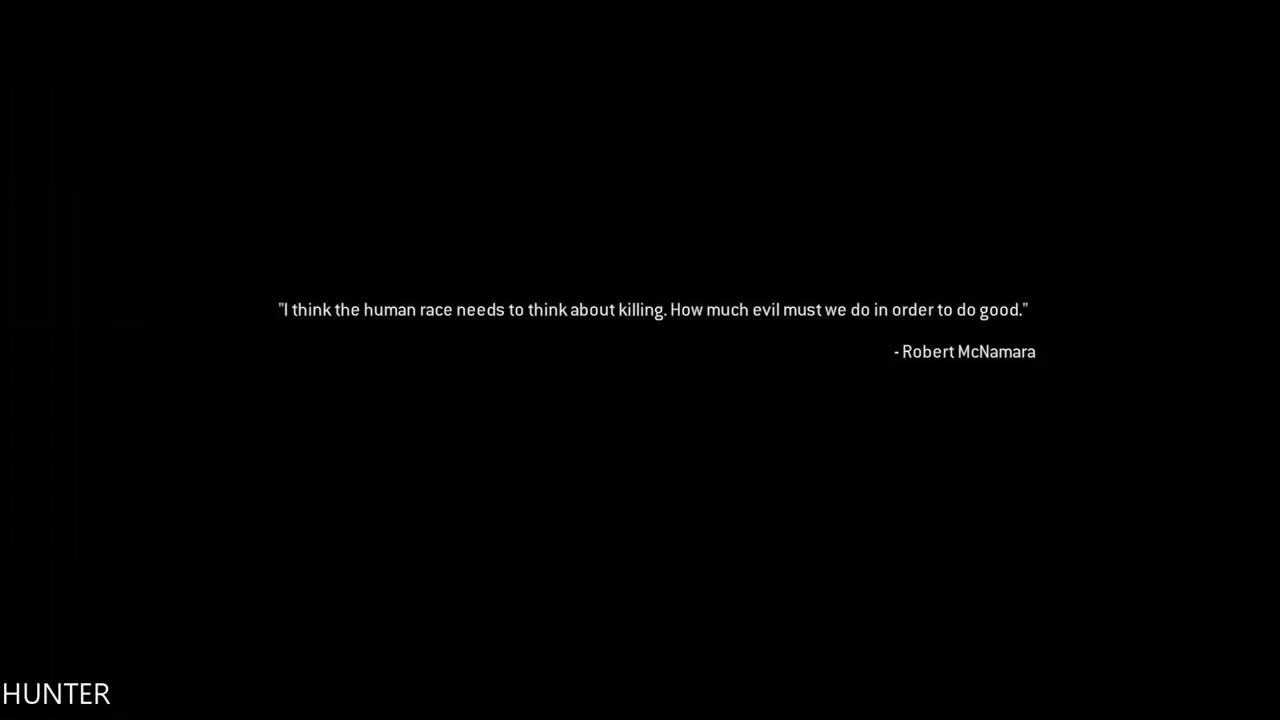 "I think the human race needs to think about killing. How much evil must we do in order to do good."
- Robert McNamara
HUNTER